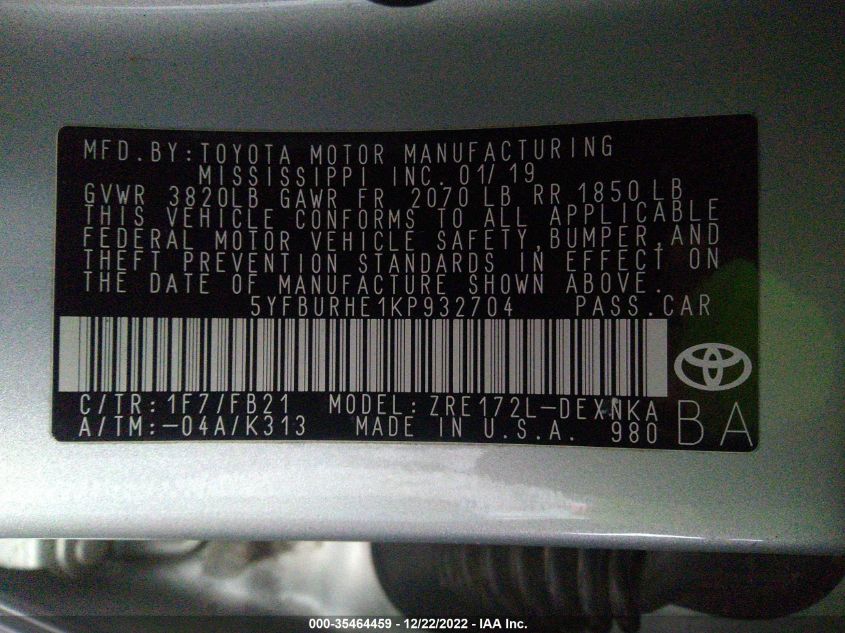 MFD.BY:TOYOTA MOTOR MANUFACTURING
MISSISSIPPI INC. 01/19
GVWR 3820LB GAWR FR 2070 LB RR 1850 LB
THIS VEHICLE CONFORMS TO ALL APPLICABLE
FEDERAL MOTOR VEHICLE SAFETY,BUMPER,AND
THEFT PREVENTION STANDARDS IN EFFECT ON
THE DATE OF MANUFACTURE SHOWN ABOVE.
5YFBURHE1KP932704 PASS.CAR
C/TR:1F7/FB21 MODEL:ZRE172L-DEXNKA
A/TM:-04A/K313 MADE IN U.S.A. 980 BA
000-35464459 - 12/22/2022 - IAA Inc.